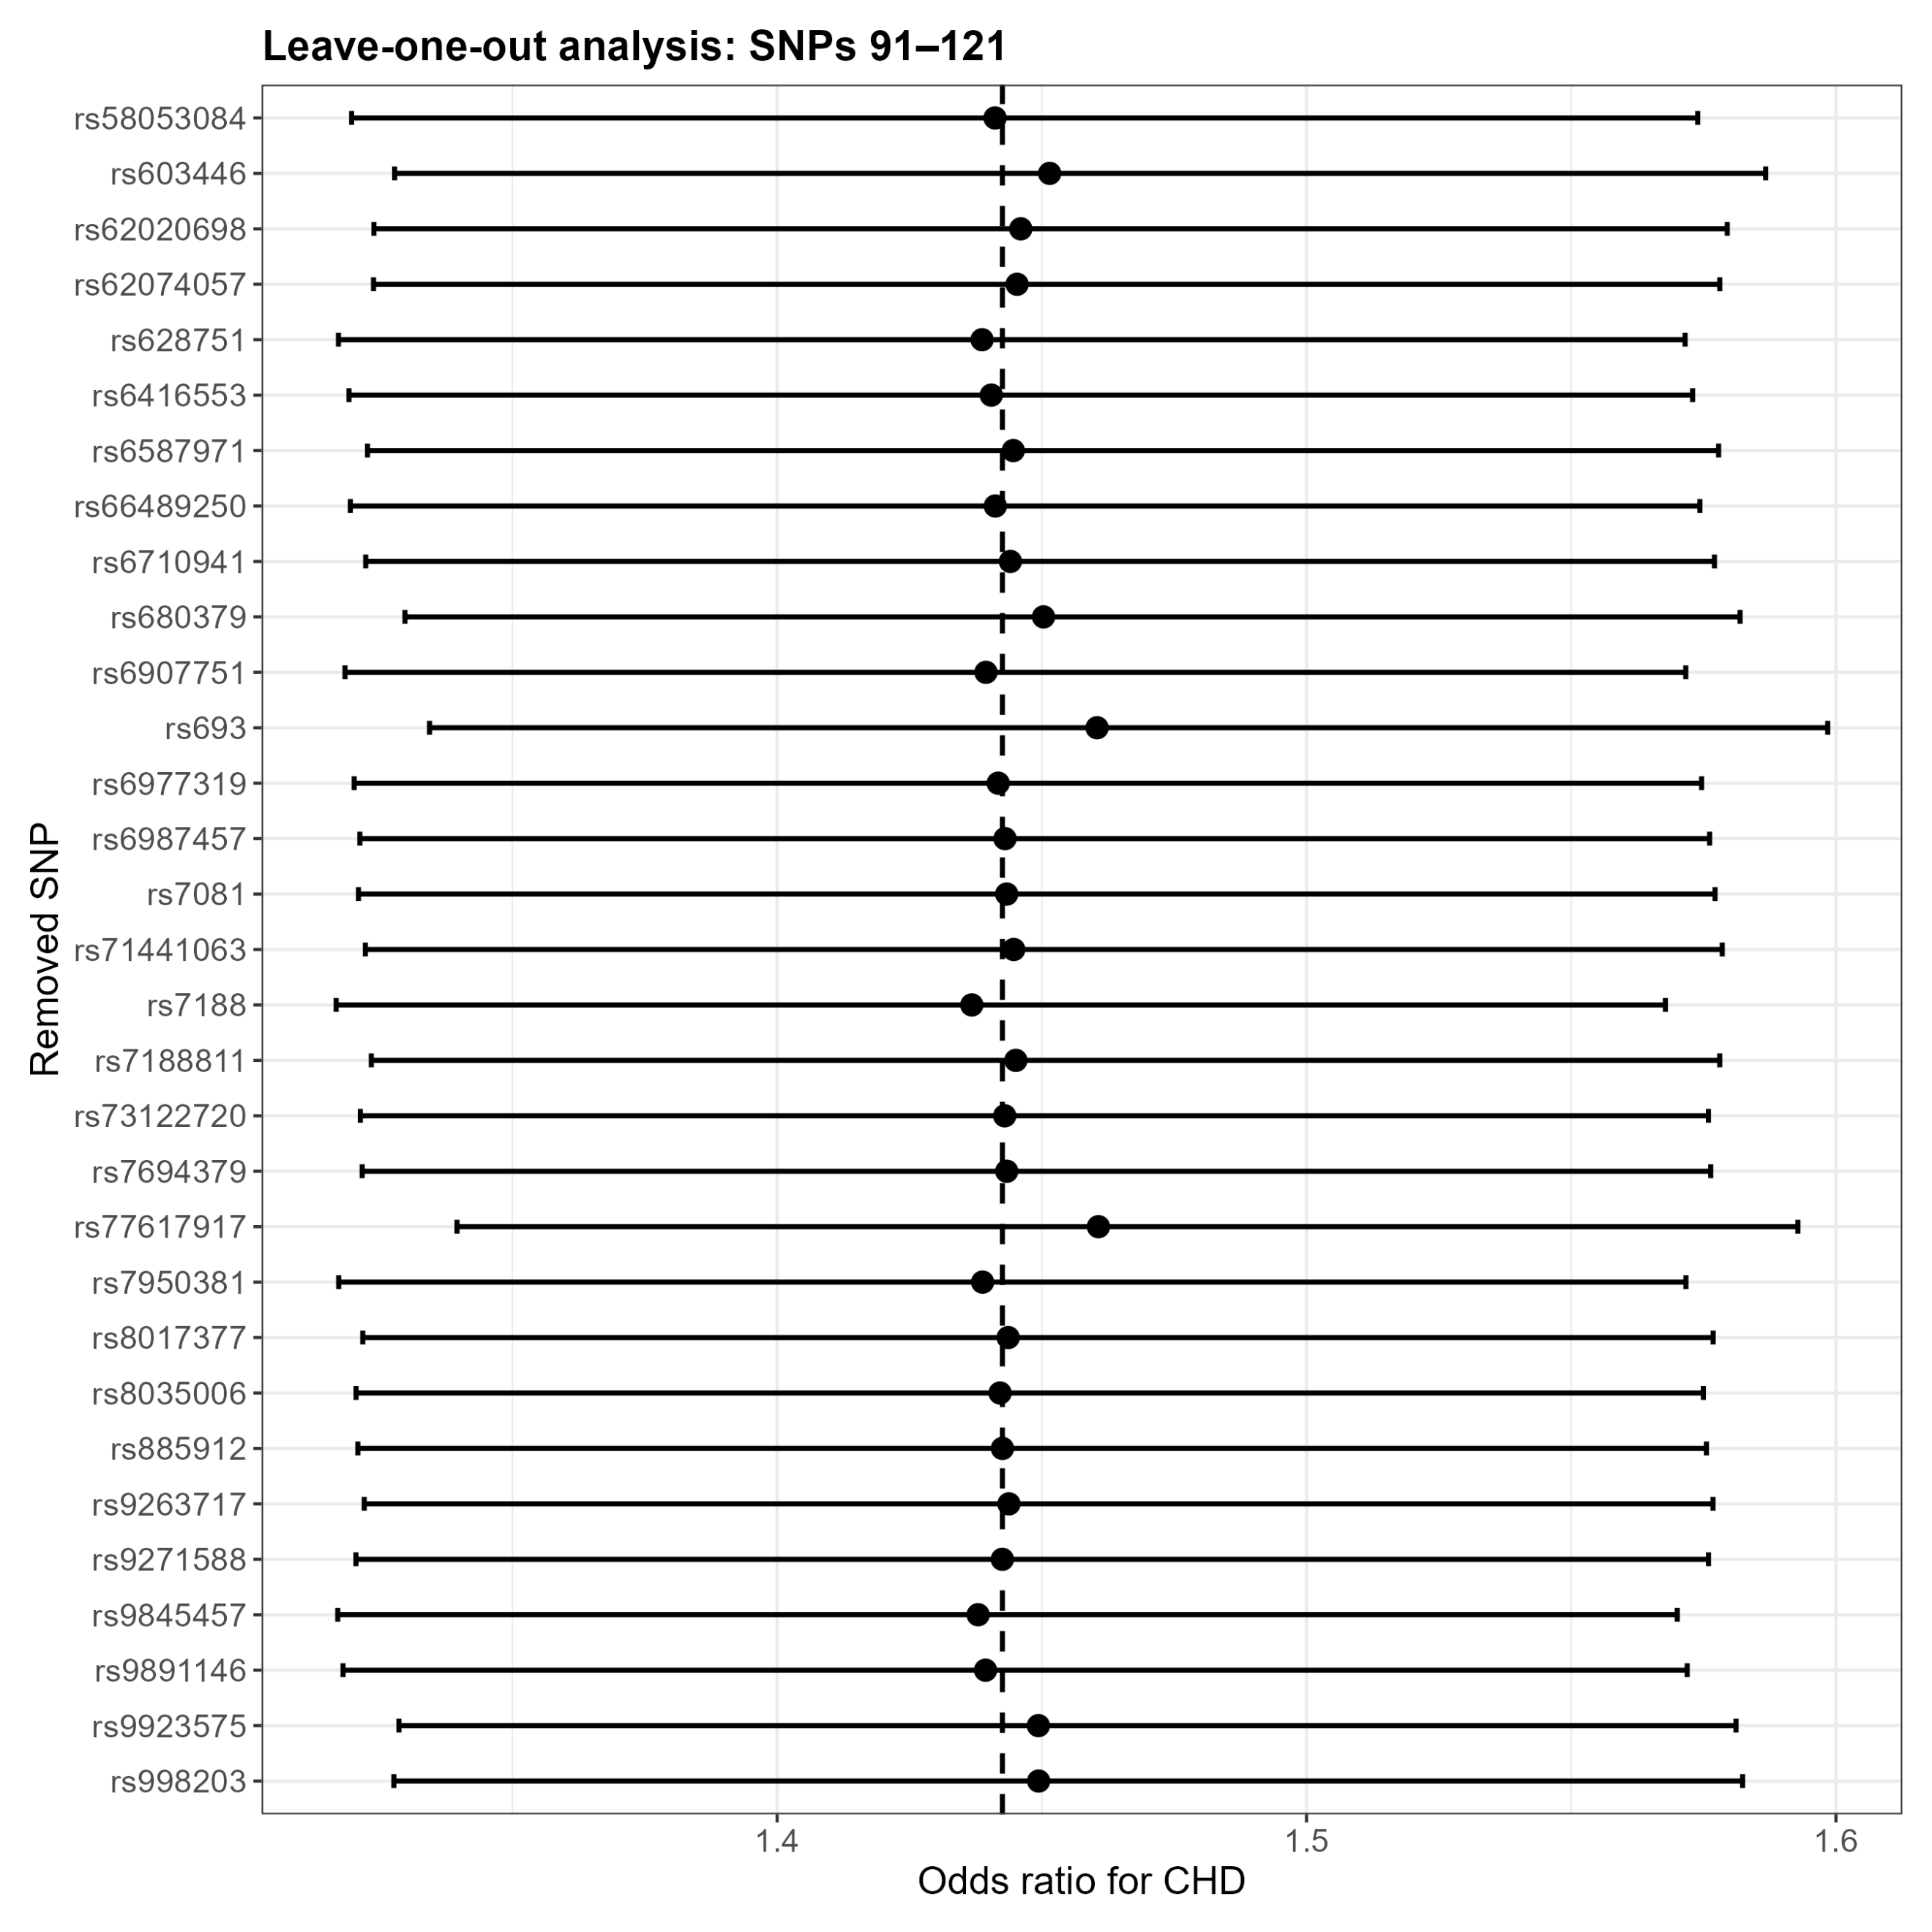 Leave-one-out analysis: SNPs 91–121
Removed SNP
rs58053084
rs603446
rs62020698
rs62074057
rs628751
rs6416553
rs6587971
rs66489250
rs6710941
rs680379
rs6907751
rs693
rs6977319
rs6987457
rs7081
rs71441063
rs7188
rs7188811
rs73122720
rs7694379
rs77617917
rs7950381
rs8017377
rs8035006
rs885912
rs9263717
rs9271588
rs9845457
rs9891146
rs9923575
rs998203
1.4 1.5 1.6
Odds ratio for CHD